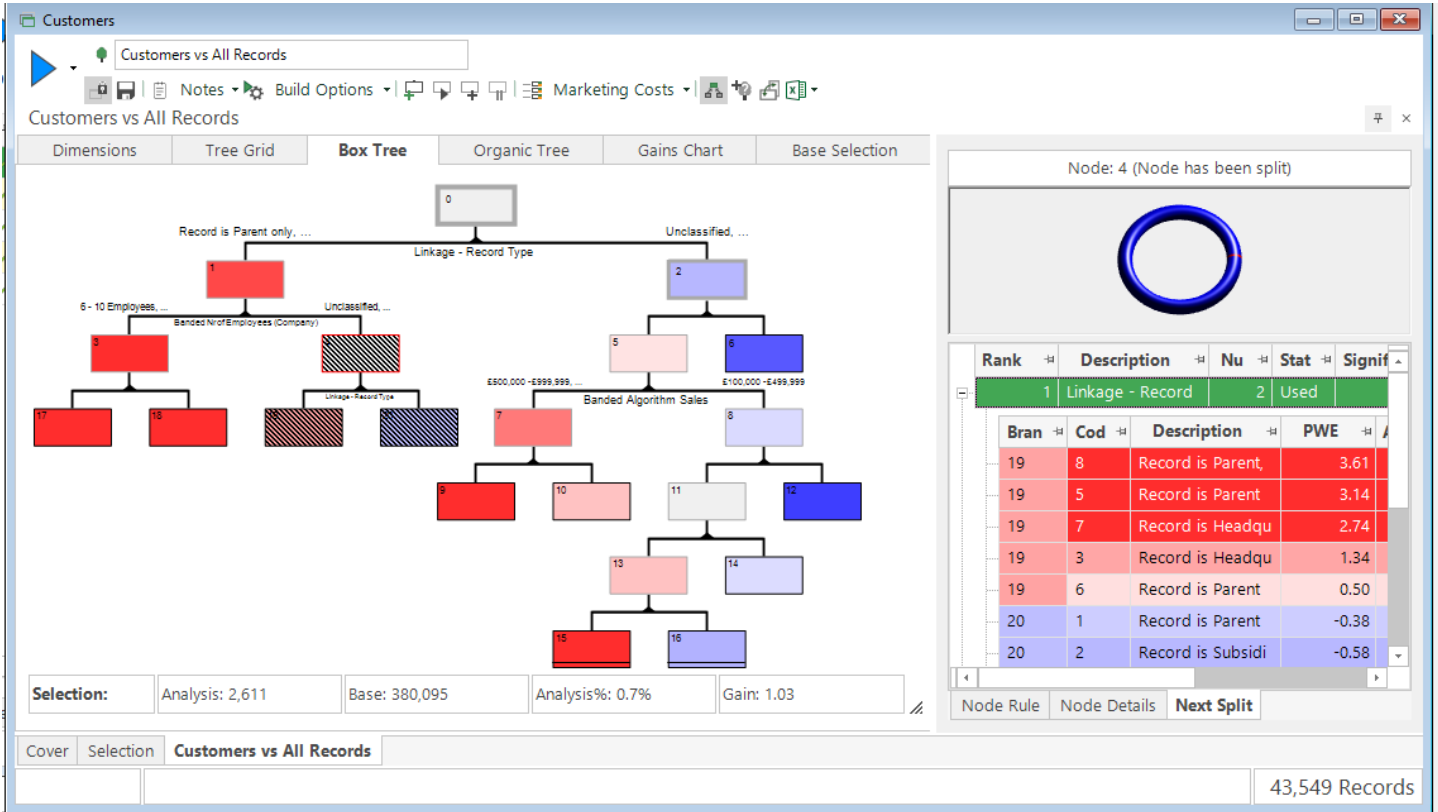 Customers
Customers vs All Records
Notes Build Options Marketing Costs
Customers vs All Records
Dimensions Tree Grid Box Tree Organic Tree Gains Chart Base Selection
0
Record is Parent only, ... Unclassified, ...
Linkage - Record Type
1 2
6 - 10 Employees, ... Unclassified, ...
Banded Nr of Employees (Company)
3 5 6
£500,000 -£999,999, ... £100,000 -£499,999
Linkage - Record Type Banded Algorithm Sales
17 18 7 8
9 10 11 12
13 14
15 16
Selection: Analysis: 2,611 Base: 380,095 Analysis%: 0.7% Gain: 1.03
Node: 4 (Node has been split)
Rank Description Nu Stat Signif
1 Linkage - Record 2 Used
Bran Cod Description PWE
19 8 Record is Parent, 3.61
19 5 Record is Parent 3.14
19 7 Record is Headqu 2.74
19 3 Record is Headqu 1.34
19 6 Record is Parent 0.50
20 1 Record is Parent -0.38
20 2 Record is Subsidi -0.58
Node Rule Node Details Next Split
Cover Selection Customers vs All Records
43,549 Records